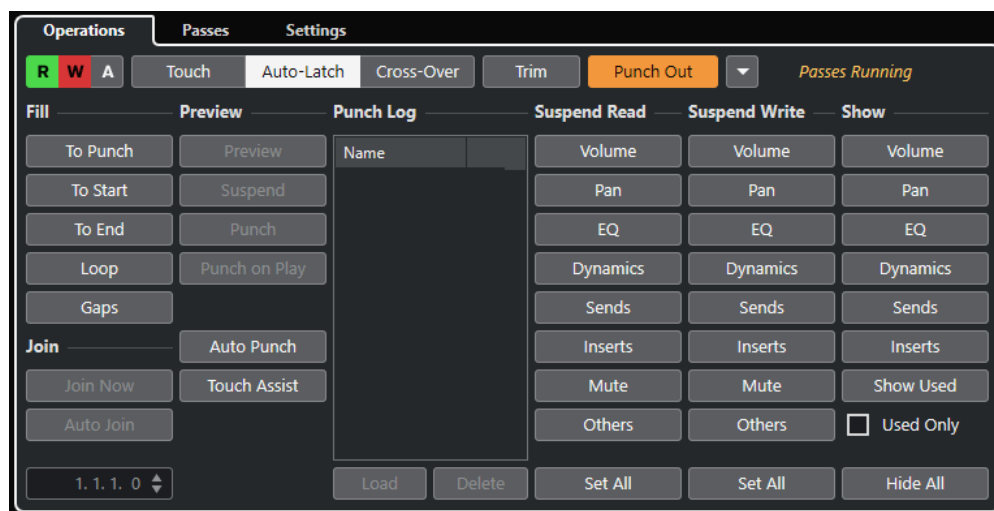 Operations Passes Settings
R W A Touch Auto-Latch Cross-Over Trim Punch Out Passes Running
Fill Preview Punch Log Suspend Read Suspend Write Show
To Punch Preview Name Volume Volume Volume
To Start Suspend Pan Pan Pan
To End Punch EQ EQ EQ
Loop Punch on Play Dynamics Dynamics Dynamics
Gaps Sends Sends Sends
Join Auto Punch Inserts Inserts Inserts
Join Now Touch Assist Mute Mute Show Used
Auto Join Others Others Used Only
1. 1. 1. 0 Load Delete Set All Set All Hide All